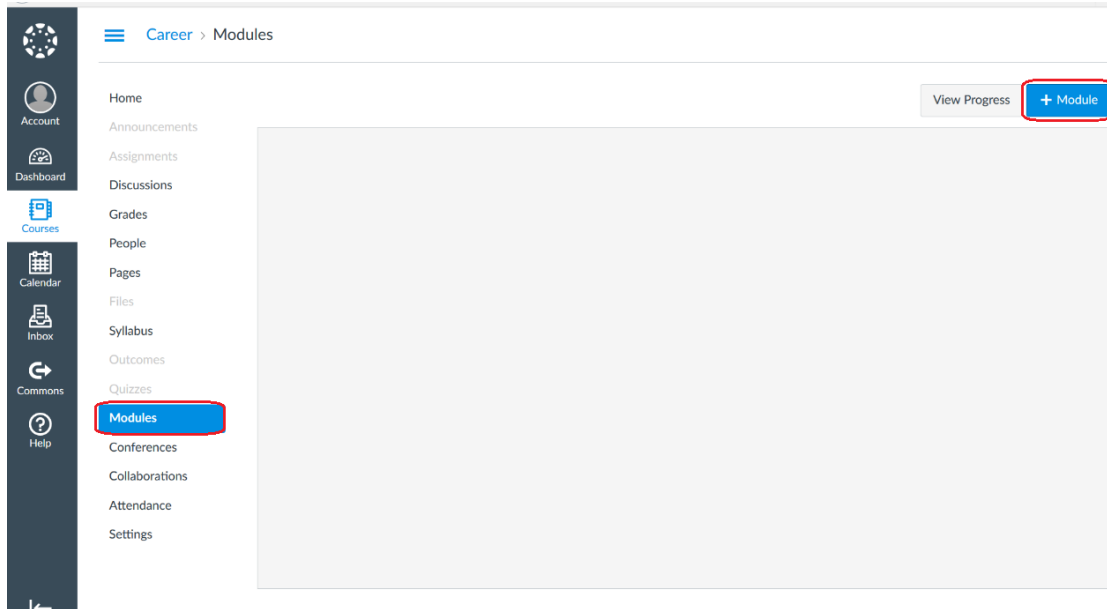 Career > Modules
Account
Dashboard
Courses
Calendar
Inbox
Commons
Help
Home
Announcements
Assignments
Discussions
Grades
People
Pages
Files
Syllabus
Outcomes
Quizzes
Modules
Conferences
Collaborations
Attendance
Settings
View Progress
+ Module